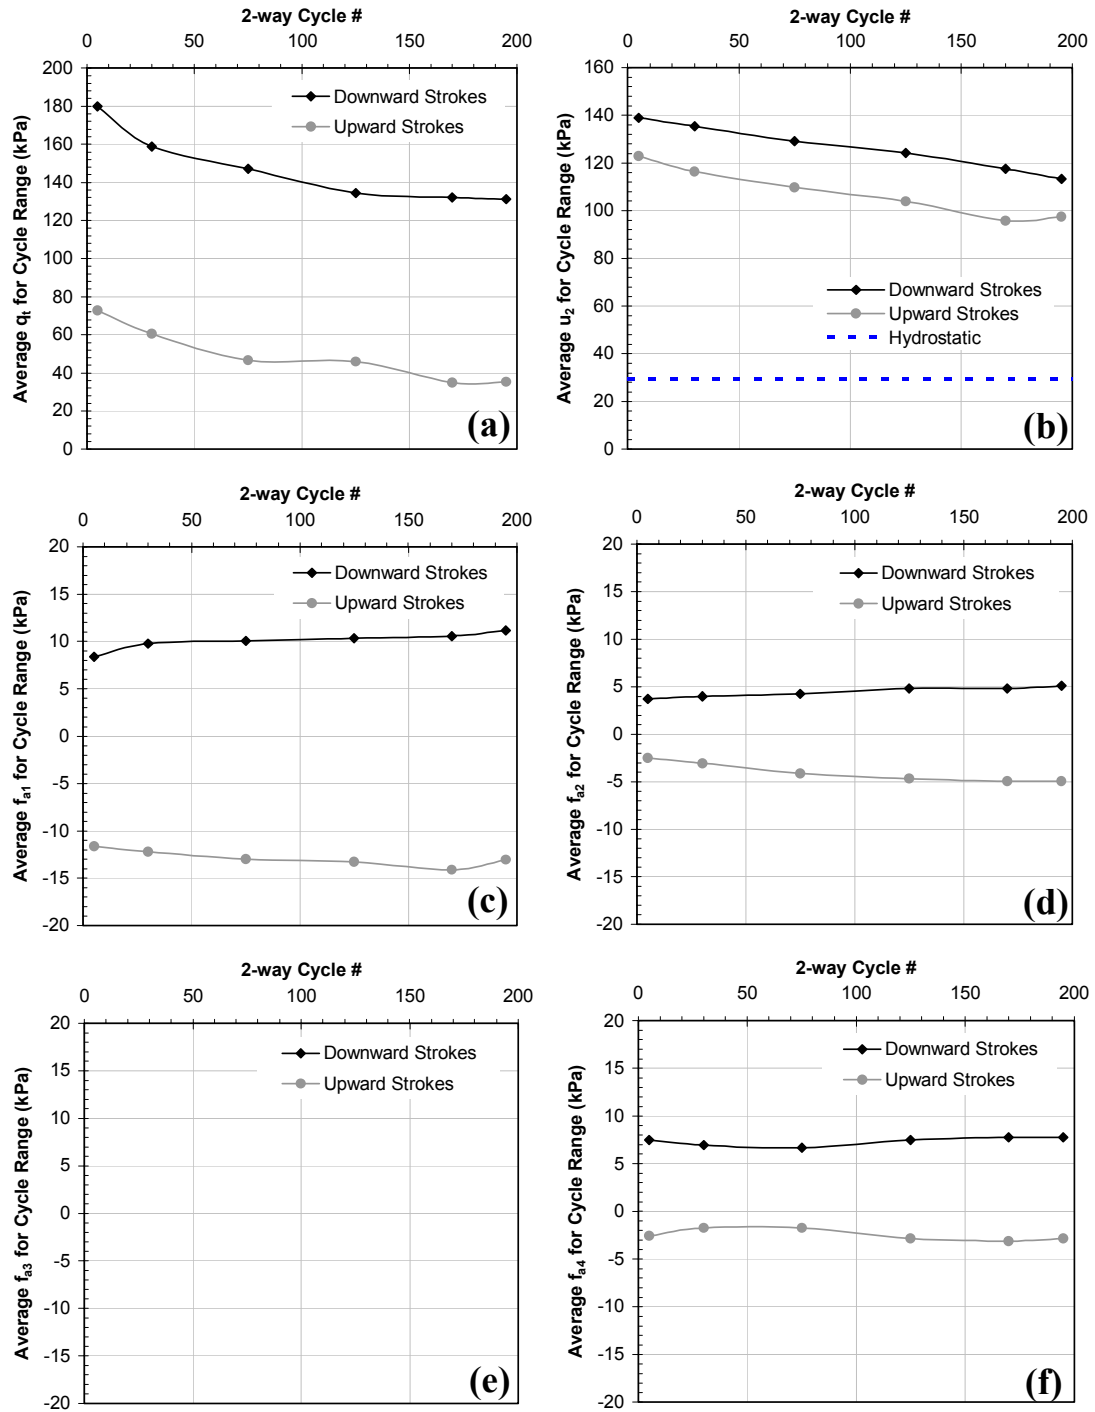 2-way Cycle #
0 50 100 150 200
Average qt for Cycle Range (kPa)
200
180
160
140
120
100
80
60
40
20
0
Downward Strokes
Upward Strokes
(a)
2-way Cycle #
0 50 100 150 200
Average u2 for Cycle Range (kPa)
160
140
120
100
80
60
40
20
0
Downward Strokes
Upward Strokes
Hydrostatic
(b)
2-way Cycle #
0 50 100 150 200
Average fa1 for Cycle Range (kPa)
20
15
10
5
0
-5
-10
-15
-20
Downward Strokes
Upward Strokes
(c)
2-way Cycle #
0 50 100 150 200
Average fa2 for Cycle Range (kPa)
20
15
10
5
0
-5
-10
-15
-20
Downward Strokes
Upward Strokes
(d)
2-way Cycle #
0 50 100 150 200
Average fa3 for Cycle Range (kPa)
20
15
10
5
0
-5
-10
-15
-20
Downward Strokes
Upward Strokes
(e)
2-way Cycle #
0 50 100 150 200
Average fa4 for Cycle Range (kPa)
20
15
10
5
0
-5
-10
-15
-20
Downward Strokes
Upward Strokes
(f)